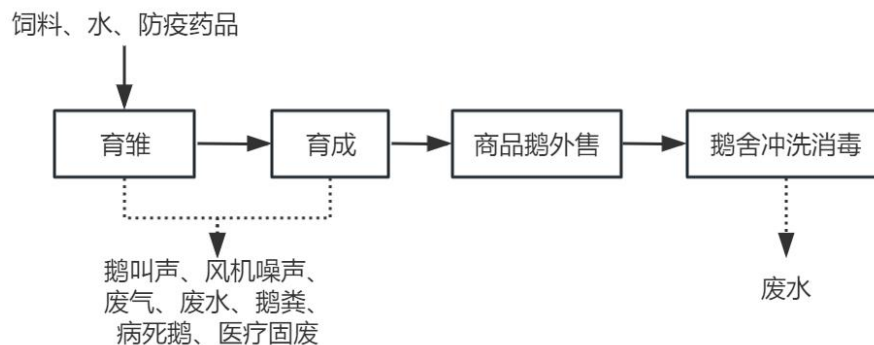 饲料、水、防疫药品
育雏
育成
商品鹅外售
鹅舍冲洗消毒
鹅叫声、风机噪声、
废气、废水、鹅粪、
病死鹅、医疗固废
废水